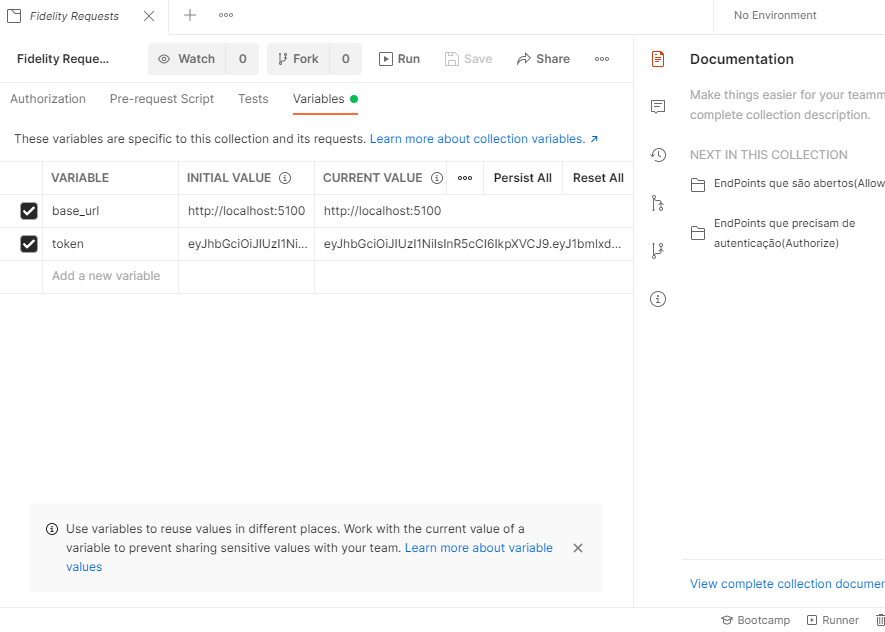 Fidelity Requests
No Environment
Fidelity Reque...
Watch 0
Fork 0
Run
Save
Share
Authorization
Pre-request Script
Tests
Variables
These variables are specific to this collection and its requests. Learn more about collection variables. ↗
VARIABLE
INITIAL VALUE
CURRENT VALUE
Persist All
Reset All
base_url
http://localhost:5100
http://localhost:5100
token
eyJhbGciOiJIUzI1Ni...
eyJhbGciOiJIUzI1NiIsInR5cCI6IkpXVCJ9.eyJ1bmlxd...
Add a new variable
Use variables to reuse values in different places. Work with the current value of a
variable to prevent sharing sensitive values with your team. Learn more about variable
values
Documentation
Make things easier for your teamm
complete collection description.
NEXT IN THIS COLLECTION
EndPoints que são abertos(Allow
EndPoints que precisam de
autenticação(Authorize)
View complete collection documen
Bootcamp
Runner